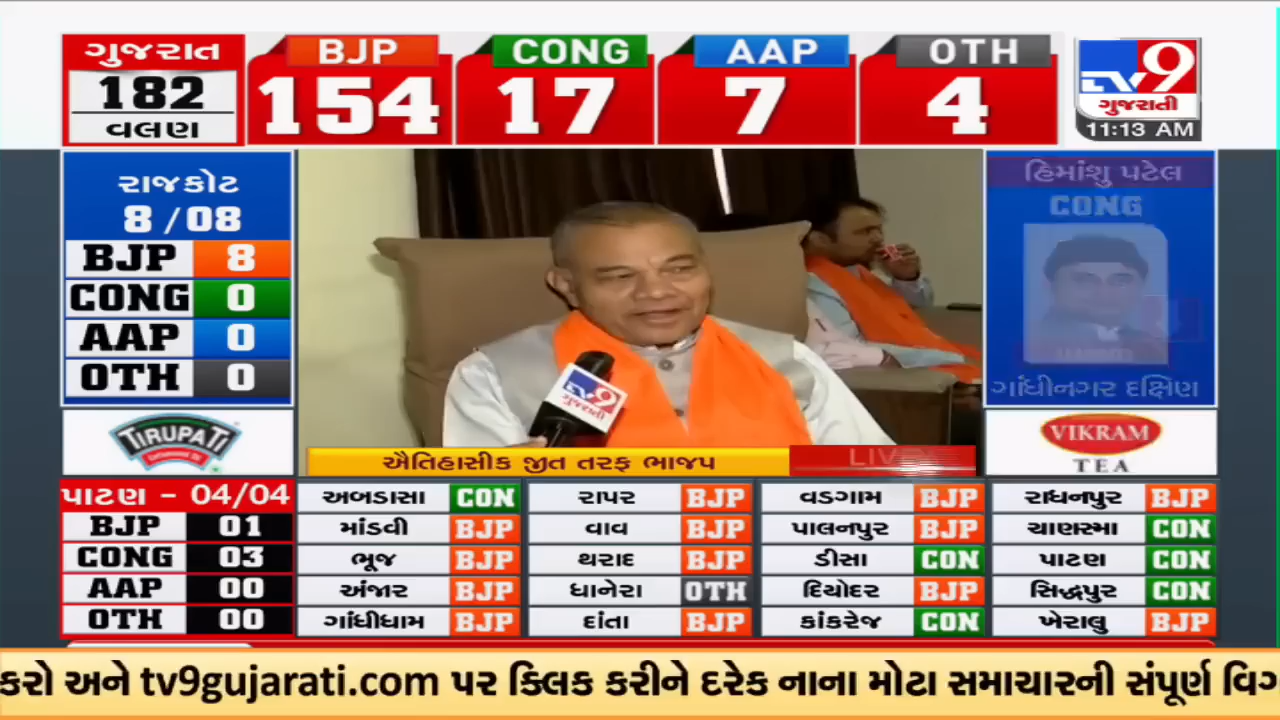 ગુજરાત
182
વલણ
BJP
154
CONG
17
AAP
7
OTH
4
TV9
ગુજરાતી
11:13 AM
રાજકોટ
8/08
BJP 8
CONG 0
AAP 0
OTH 0
TIRUPATI
TV9
ગુજરાતી
ઐતિહાસીક જીત તરફ ભાજપ
LIVE
હિમાંશુ પટેલ
CONG
ગાંધીનગર દક્ષિણ
VIKRAM
TEA
પાટણ - 04/04
BJP 01
CONG 03
AAP 00
OTH 00
અબડાસા CON રાપર BJP વડગામ BJP રાધનપુર BJP
માંડવી BJP વાવ BJP પાલનપુર BJP ચાણસ્મા CON
ભૂજ BJP થરાદ BJP ડીસા CON પાટણ CON
અંજાર BJP ધાનેરા OTH દિયોદર BJP સિદ્ધપુર CON
ગાંધીધામ BJP દાંતા BJP કાંકરેજ CON ખેરાલુ BJP
કરો અને tv9gujarati.com પર ક્લિક કરીને દરેક નાના મોટા સમાચારની સંપૂર્ણ વિગ